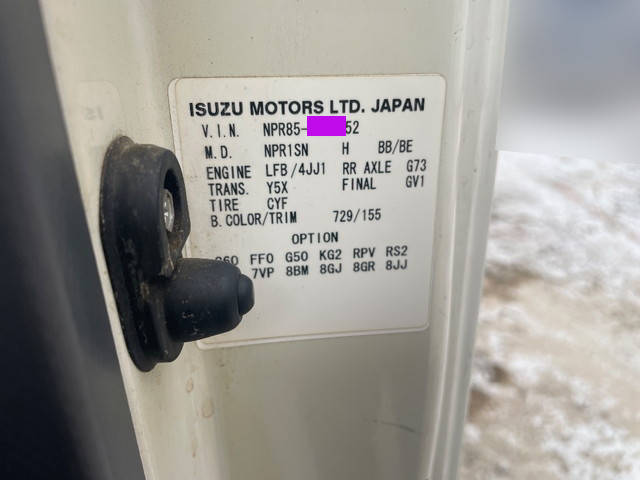 ISUZU MOTORS LTD. JAPAN
V.I.N. NPR85- 52
M.D. NPR1SN H BB/BE
ENGINE LFB/4JJ1 RR AXLE G73
TRANS. Y5X FINAL GV1
TIRE CYF
B.COLOR/TRIM 729/155
OPTION
FFO G50 KG2 RPV RS2
7VP 8BM 8GJ 8GR 8JJ